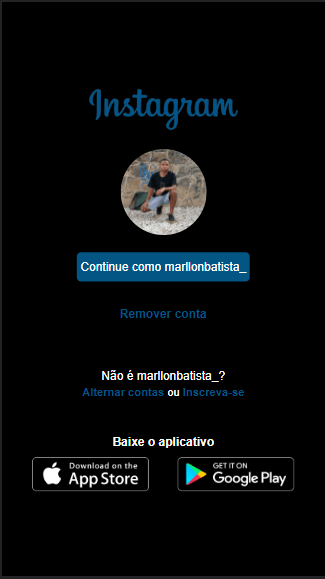 Instagram
Continue como marllonbatista_
Remover conta
Não é marllonbatista_?
Alternar contas ou Inscreva-se
Baixe o aplicativo
Download on the
App Store
GET IT ON
Google Play